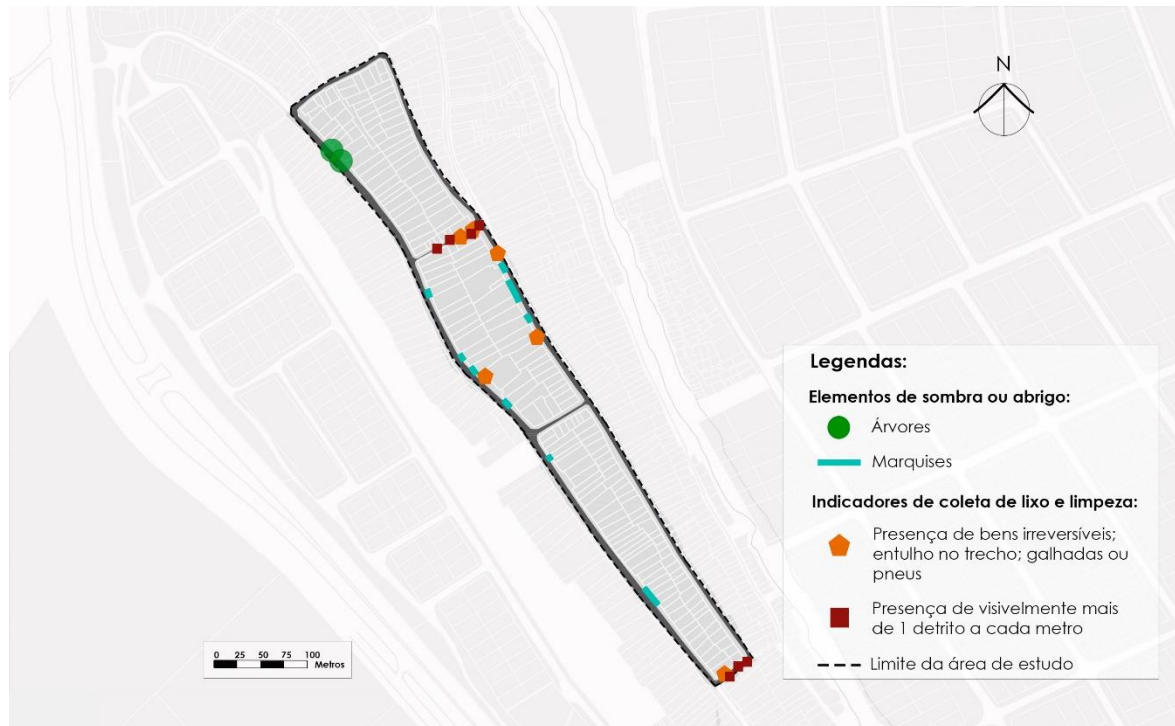 N
Legendas:
Elementos de sombra ou abrigo:
Árvores
Marquises
Indicadores de coleta de lixo e limpeza:
Presença de bens irreversíveis;
entulho no trecho; galhadas ou
pneus
Presença de visivelmente mais
de 1 detrito a cada metro
Limite da área de estudo
0 25 50 75 100
Metros